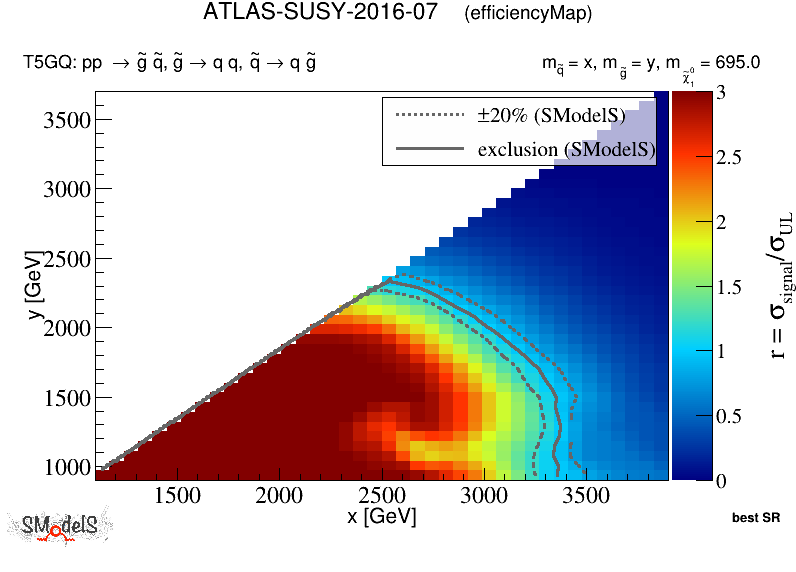 ATLAS-SUSY-2016-07 (efficiencyMap)
T5GQ: pp → g̃ q̃, g̃ → q q, q̃ → q g̃
m_q̃ = x, m_g̃ = y, m_χ̃₁⁰ = 695.0
±20% (SModelS)
exclusion (SModelS)
y [GeV]
3500
3000
2500
2000
1500
1000
1500 2000 2500 3000 3500
x [GeV]
3
2.5
2
1.5
1
0.5
0
r = σ_signal/σ_UL
SModelS
best SR